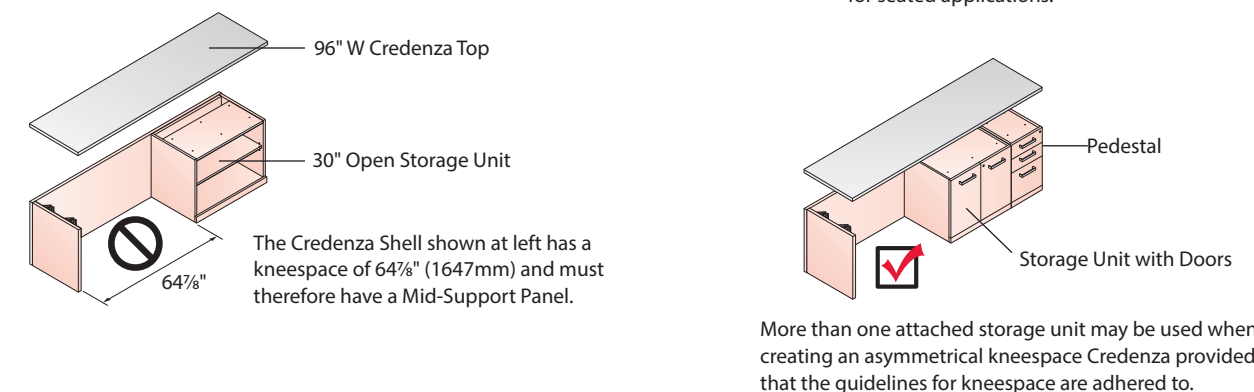 for seated applications.
96" W Credenza Top
30" Open Storage Unit
64⅞"
The Credenza Shell shown at left has a
kneespace of 64⅞" (1647mm) and must
therefore have a Mid-Support Panel.
Pedestal
Storage Unit with Doors
More than one attached storage unit may be used when
creating an asymmetrical kneespace Credenza provided
that the guidelines for kneespace are adhered to.